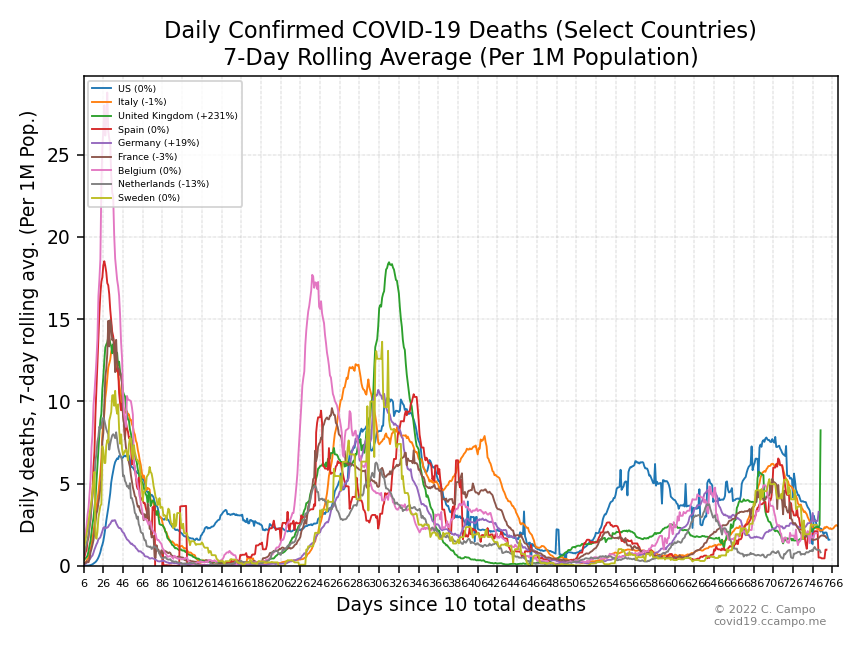 Daily Confirmed COVID-19 Deaths (Select Countries)
7-Day Rolling Average (Per 1M Population)
Daily deaths, 7-day rolling avg. (Per 1M Pop.)
US (0%)
Italy (-1%)
United Kingdom (+231%)
Spain (0%)
Germany (+19%)
France (-3%)
Belgium (0%)
Netherlands (-13%)
Sweden (0%)
25
20
15
10
5
0
6 26 46 66 86 106 126 146 166 186 206 226 246 266 286 306 326 346 366 386 406 426 446 466 486 506 526 546 566 586 606 626 646 666 686 706 726 746 766
Days since 10 total deaths
© 2022 C. Campo
covid19.ccampo.me